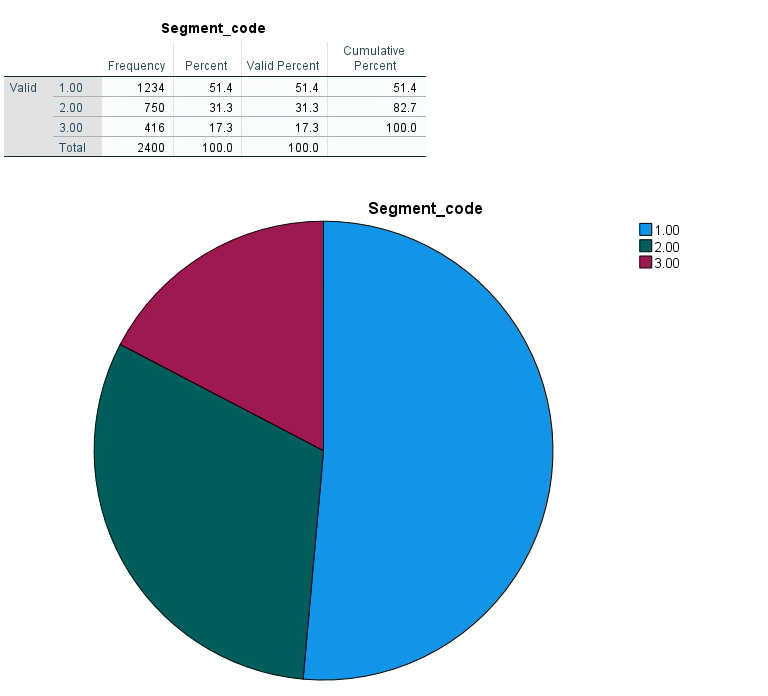 Segment_code
Frequency Percent Valid Percent Cumulative Percent
Valid 1.00 1234 51.4 51.4 51.4
2.00 750 31.3 31.3 82.7
3.00 416 17.3 17.3 100.0
Total 2400 100.0 100.0
Segment_code
1.00
2.00
3.00